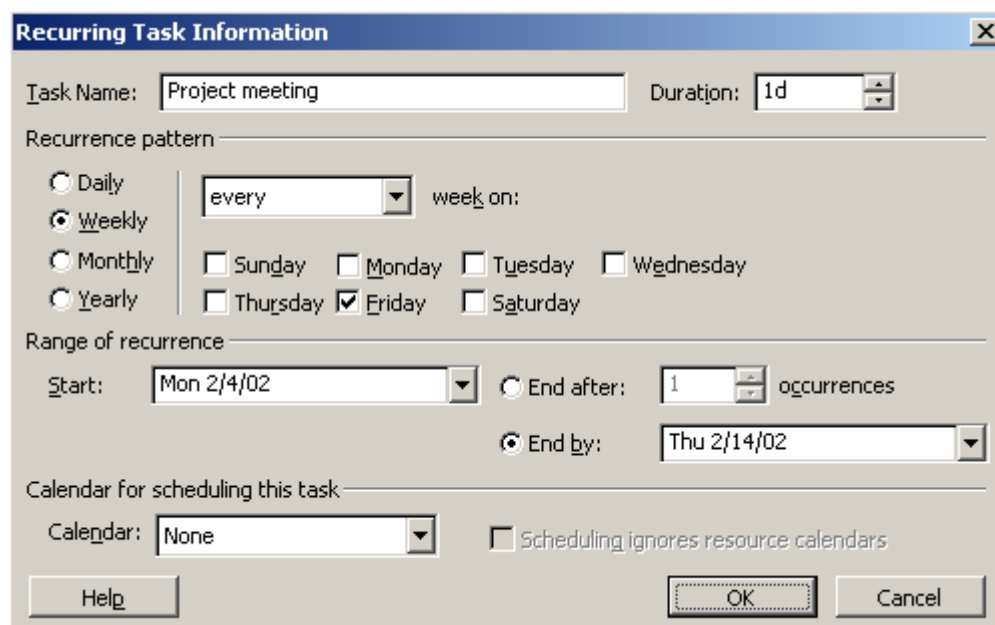 Recurring Task Information
Task Name: Project meeting Duration: 1d
Recurrence pattern
Daily
every week on:
Weekly
Monthly Sunday Monday Tuesday Wednesday
Yearly Thursday Friday Saturday
Range of recurrence
Start: Mon 2/4/02 End after: 1 occurrences
End by: Thu 2/14/02
Calendar for scheduling this task
Calendar: None Scheduling ignores resource calendars
Help OK Cancel